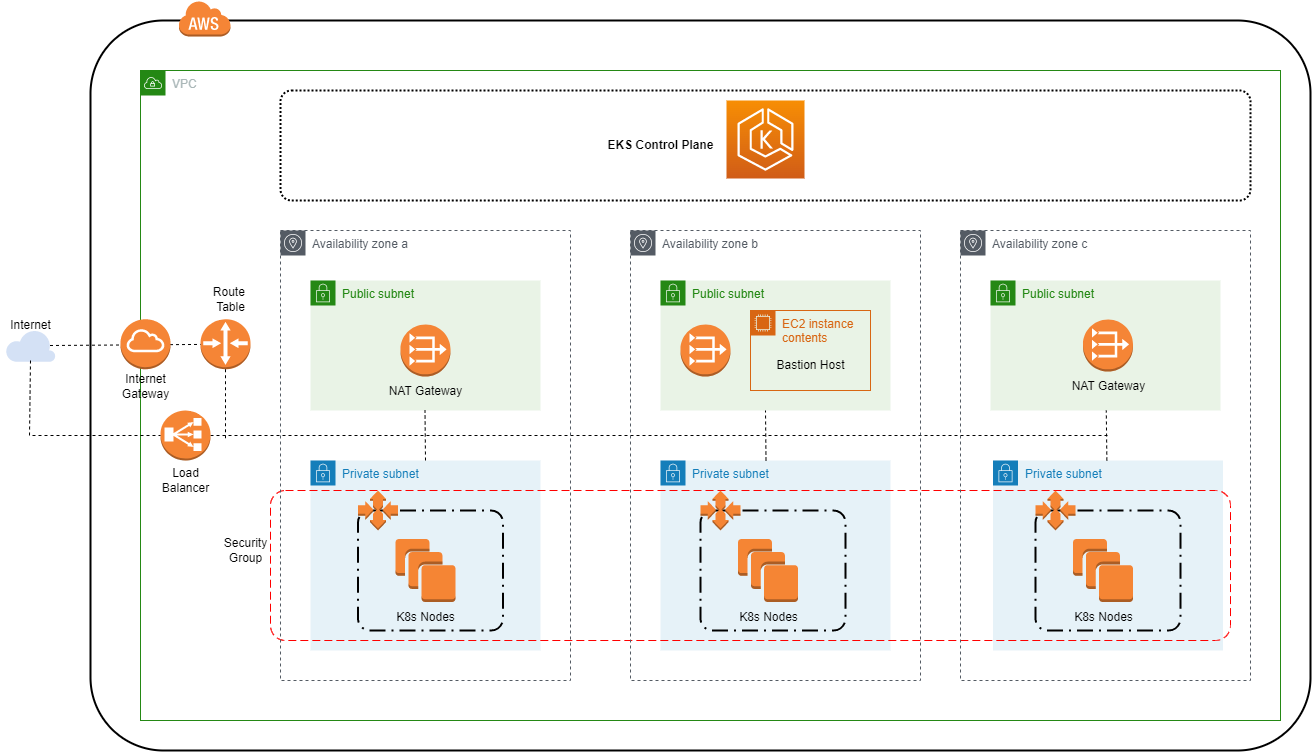 AWS
VPC
EKS Control Plane
K
Availability zone a
Availability zone b
Availability zone c
Public subnet
Public subnet
Public subnet
EC2 instance
contents
Bastion Host
NAT Gateway
NAT Gateway
Route
Table
Internet
Internet
Gateway
Load
Balancer
Private subnet
Private subnet
Private subnet
Security
Group
K8s Nodes
K8s Nodes
K8s Nodes